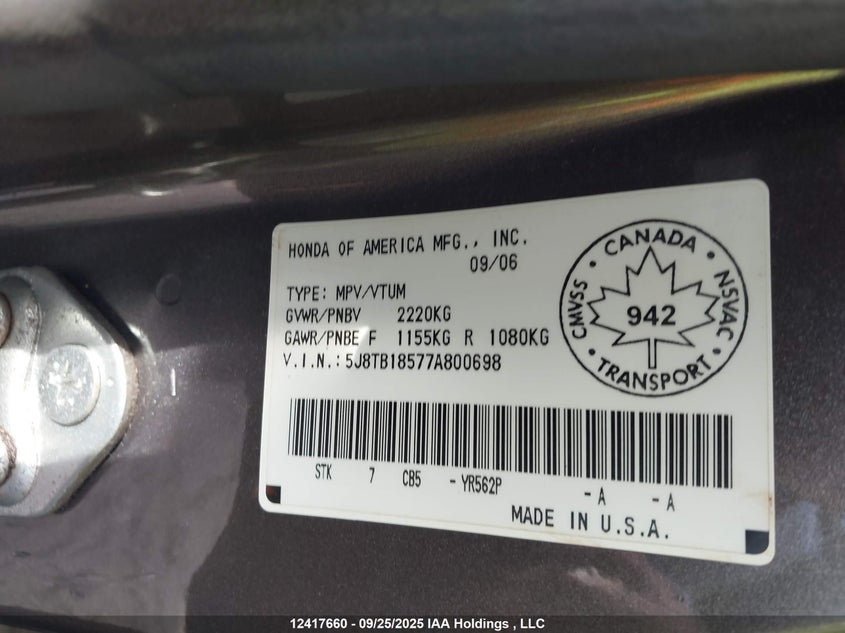 HONDA OF AMERICA MFG., INC.
09/06
TYPE: MPV/VTUM
GVWR/PNBV 2220KG
GAWR/PNBE F 1155KG R 1080KG
V.I.N.: 5J8TB18577A800698
CANADA
CMVSS
942
NSVAC
TRANSPORT
STK 7 CB5 - YR562P - A - A
MADE IN U.S.A.
12417660 - 09/25/2025 IAA Holdings , LLC